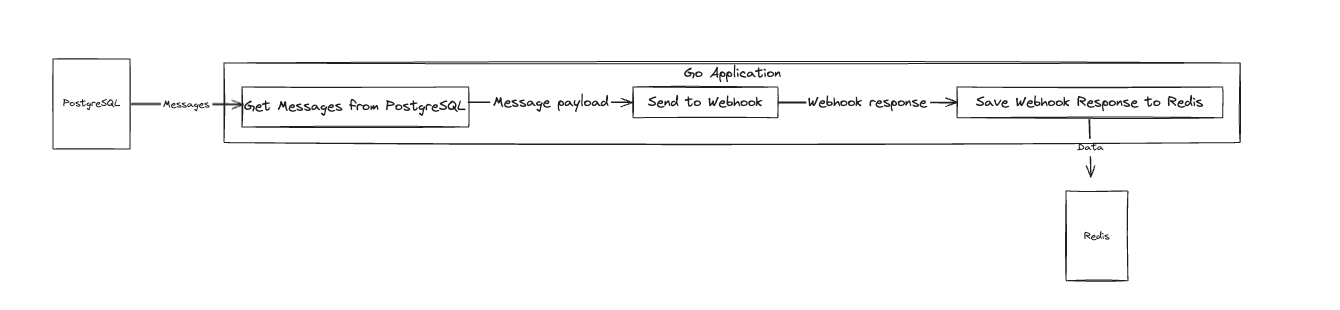 Go Application
PostgreSQL
Messages
Get Messages from PostgreSQL
Message payload
Send to Webhook
Webhook response
Save Webhook Response to Redis
Data
Redis